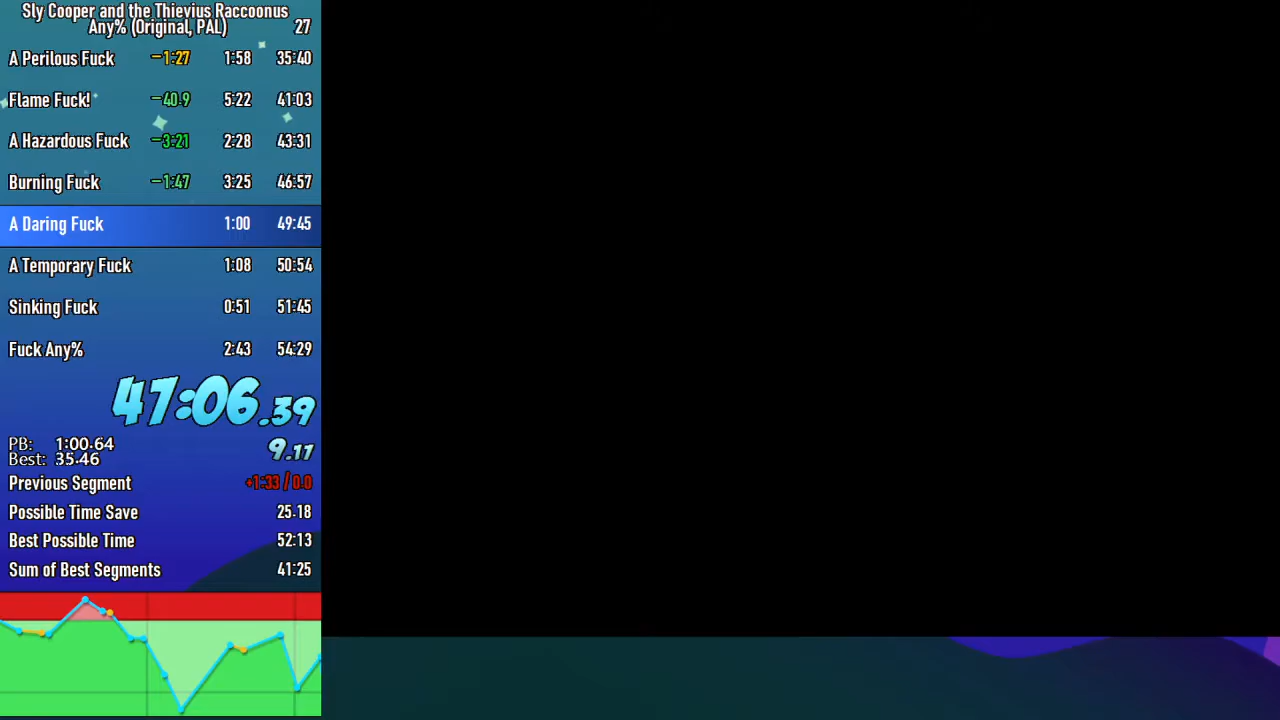 Sly Cooper and the Thievius Raccoonus
Any% (Original, PAL) 27
A Perilous Fuck -1:27 1:58 35:40
Flame Fuck! -40.9 5:22 41:03
A Hazardous Fuck -3:21 2:28 43:31
Burning Fuck -1:47 3:25 46:57
A Daring Fuck 1:00 49:45
A Temporary Fuck 1:08 50:54
Sinking Fuck 0:51 51:45
Fuck Any% 2:43 54:29
47:06.39
PB: 1:00.64 9.11
Best: 35.46
Previous Segment +1:33 / 0.0
Possible Time Save 25.18
Best Possible Time 52:13
Sum of Best Segments 41:25